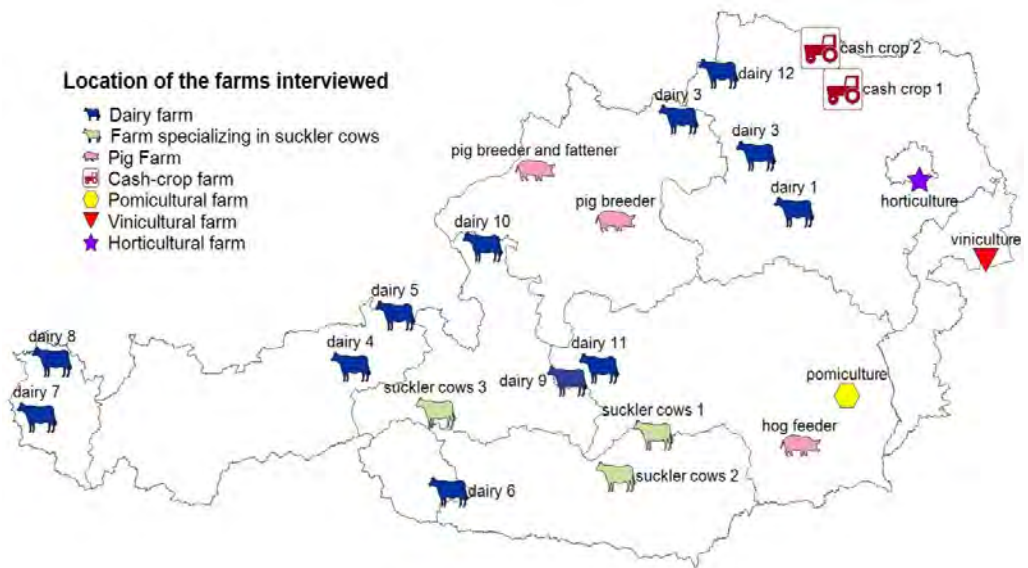 Location of the farms interviewed
Dairy farm
Farm specializing in suckler cows
Pig Farm
Cash-crop farm
Pomicultural farm
Vinicultural farm
Horticultural farm
cash crop 2
dairy 12
cash crop 1
dairy 3
dairy 3
pig breeder and fattener
dairy 1
horticulture
pig breeder
dairy 10
viniculture
dairy 5
dairy 8
dairy 4
dairy 11
dairy 9
pomiculture
suckler cows 3
dairy 7
suckler cows 1
hog feeder
suckler cows 2
dairy 6